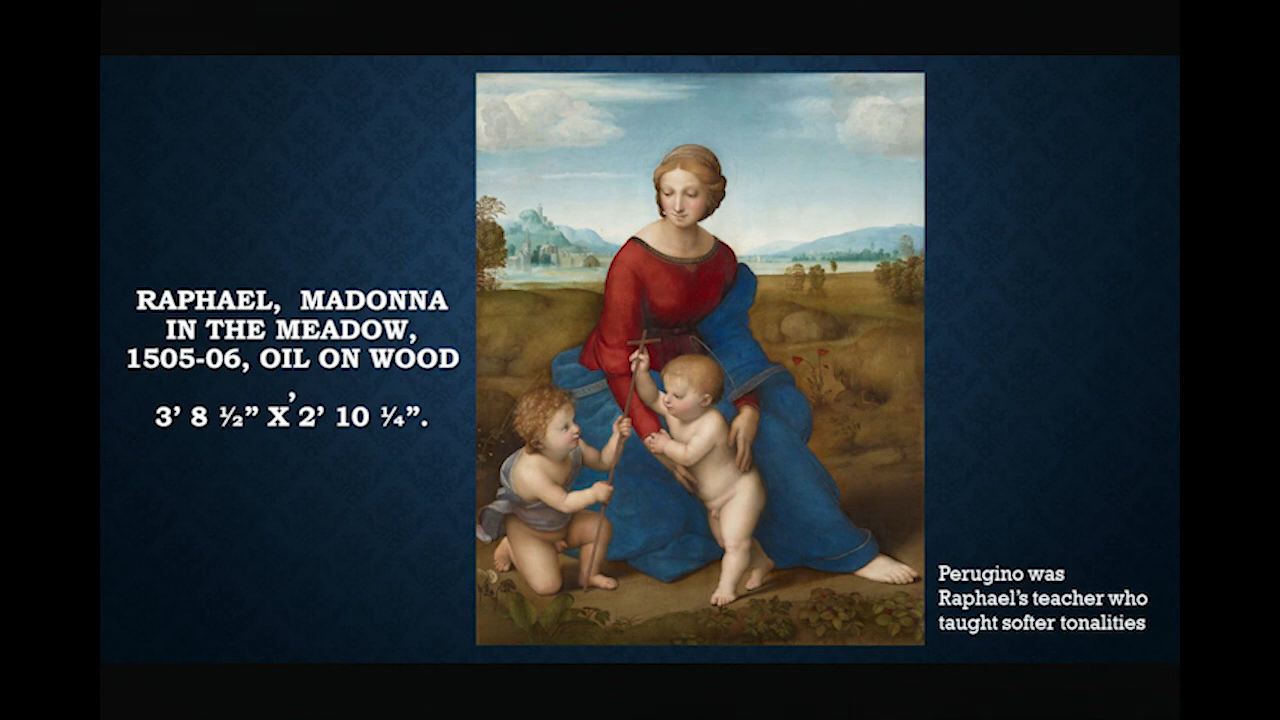 RAPHAEL, MADONNA
IN THE MEADOW,
1505-06, OIL ON WOOD
’
3’ 8 ½” X 2’ 10 ¼”.
Perugino was
Raphael’s teacher who
taught softer tonalities